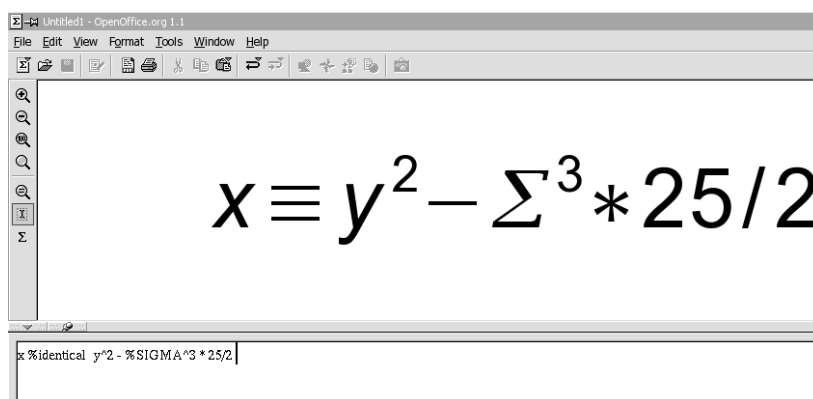 Untitled1 - OpenOffice.org 1.1
File Edit View Format Tools Window Help
x ≡ y² − Σ³ * 25 / 2
x %identical y^2 - %SIGMA^3 * 25/2